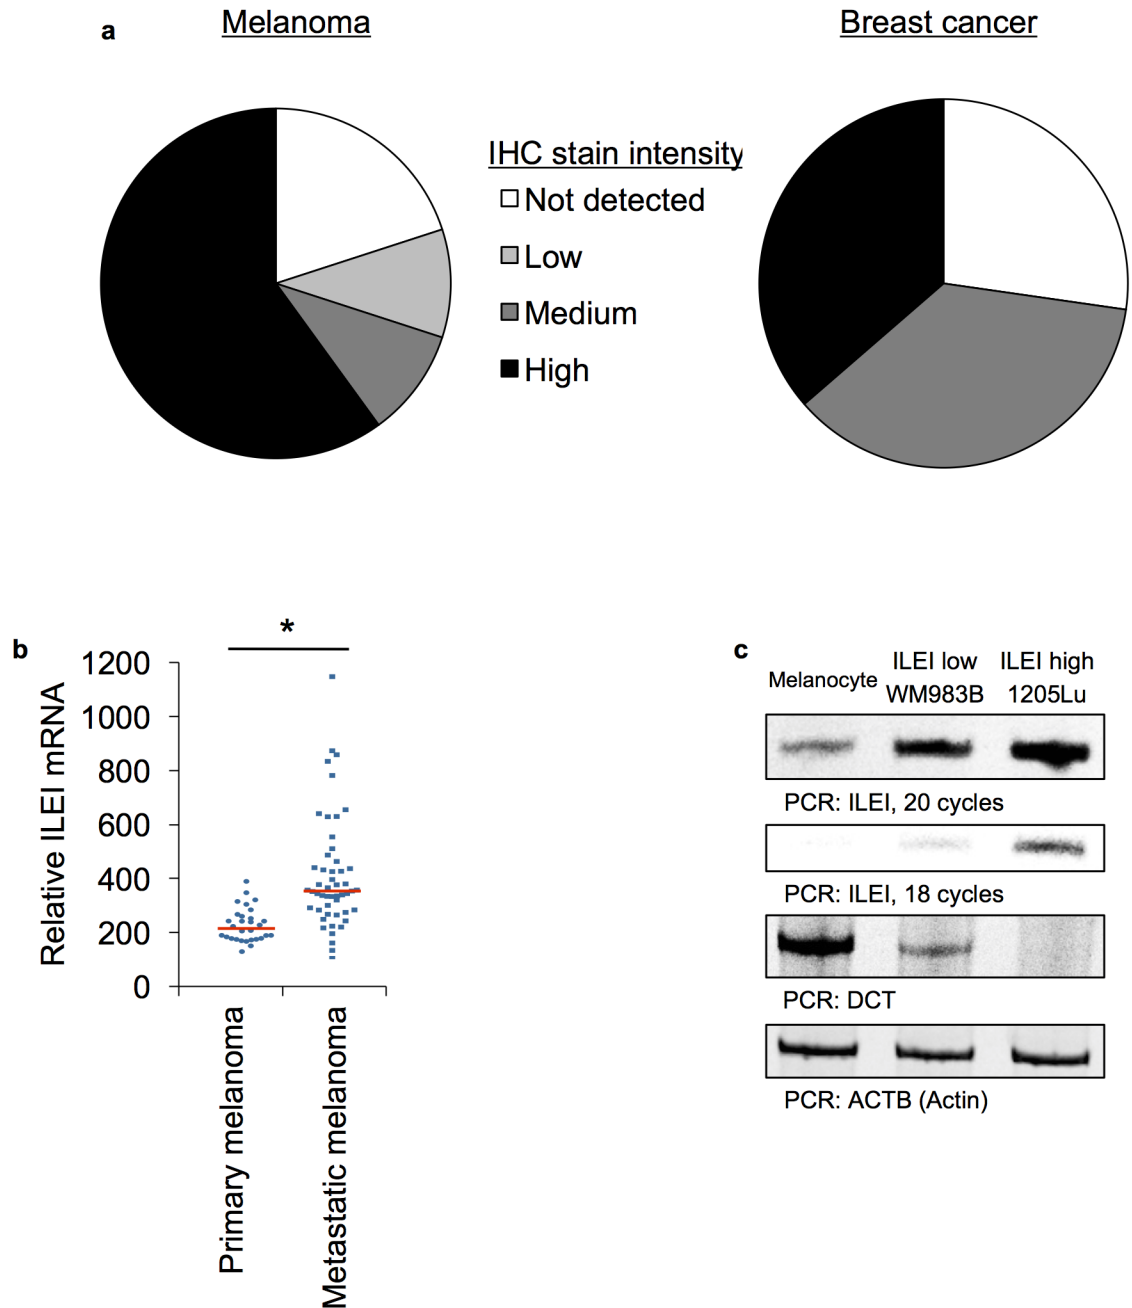 a
Melanoma
Breast cancer
IHC stain intensity
Not detected
Low
Medium
High
b
*
1200
1000
800
600
400
200
0
Relative ILEI mRNA
Primary melanoma
Metastatic melanoma
c
Melanocyte
ILEI low
WM983B
ILEI high
1205Lu
PCR: ILEI, 20 cycles
PCR: ILEI, 18 cycles
PCR: DCT
PCR: ACTB (Actin)